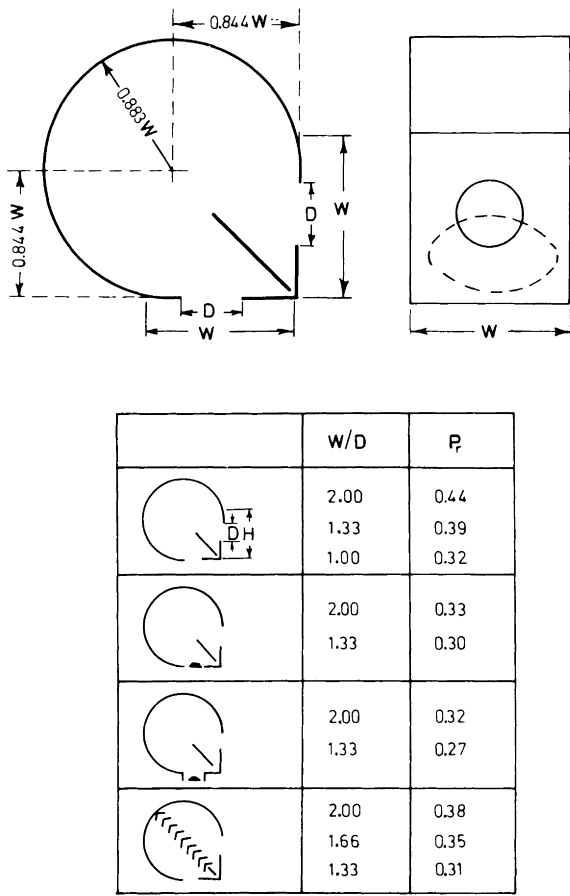 0.844 W
0.883 W
0.844 W
D
W
D
W
W
W/D Pr
2.00 0.44
1.33 0.39
1.00 0.32
D H
2.00 0.33
1.33 0.30
2.00 0.32
1.33 0.27
2.00 0.38
1.66 0.35
1.33 0.31